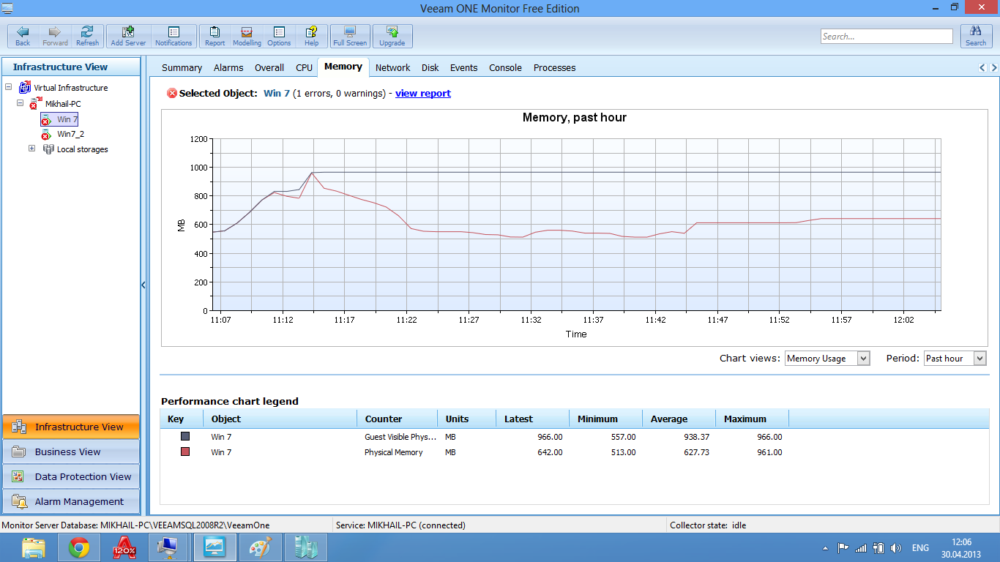 Veeam ONE Monitor Free Edition
Back Forward Refresh Add Server Notifications Report Modelling Options Help Full Screen Upgrade Search... Search
Infrastructure View
Summary Alarms Overall CPU Memory Network Disk Events Console Processes
Virtual Infrastructure
Mikhail-PC
Win 7
Win7_2
Local storages
Selected Object: Win 7 (1 errors, 0 warnings) - view report
Memory, past hour
1200
1000
800
600
400
200
0
MB
11:07 11:12 11:17 11:22 11:27 11:32 11:37 11:42 11:47 11:52 11:57 12:02
Time
Chart views: Memory Usage Period: Past hour
Performance chart legend
Key Object Counter Units Latest Minimum Average Maximum
Win 7 Guest Visible Phys... MB 966.00 557.00 938.37 966.00
Win 7 Physical Memory MB 642.00 513.00 627.73 961.00
Infrastructure View
Business View
Data Protection View
Alarm Management
Monitor Server Database: MIKHAIL-PC\VEEAMSQL2008R2\VeeamOne Service: MIKHAIL-PC (connected) Collector state: idle
120%
ENG
12:06
30.04.2013